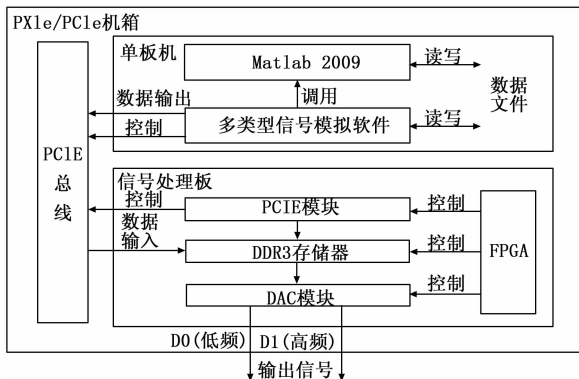 PXle/PCle机箱
单板机
Matlab 2009
读写
数据
文件
调用
数据输出
控制
多类型信号模拟软件
读写
PClE
总
线
信号处理板
控制
PCIE模块
控制
FPGA
数据
输入
DDR3存储器
控制
DAC模块
控制
D0(低频)
D1(高频)
输出信号